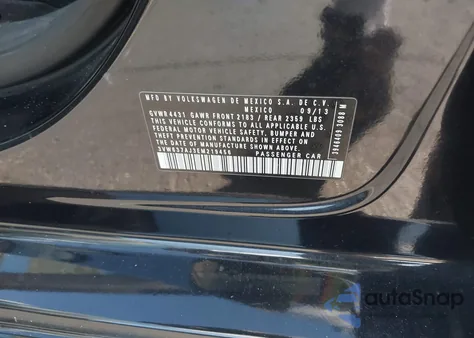 MFD BY VOLKSWAGEN DE MEXICO S.A. DE C.V.
MEXICO 09/13
GVWR 4431 GAWR FRONT 2183 / REAR 2359 LBS
THIS VEHICLE CONFORMS TO ALL APPLICABLE U.S.
FEDERAL MOTOR VEHICLE SAFETY, BUMPER, AND
THEFT PREVENTION STANDARDS IN EFFECT ON
THE DATE OF MANUFACTURE SHOWN HERE.
PASSENGER CAR
autoSnap